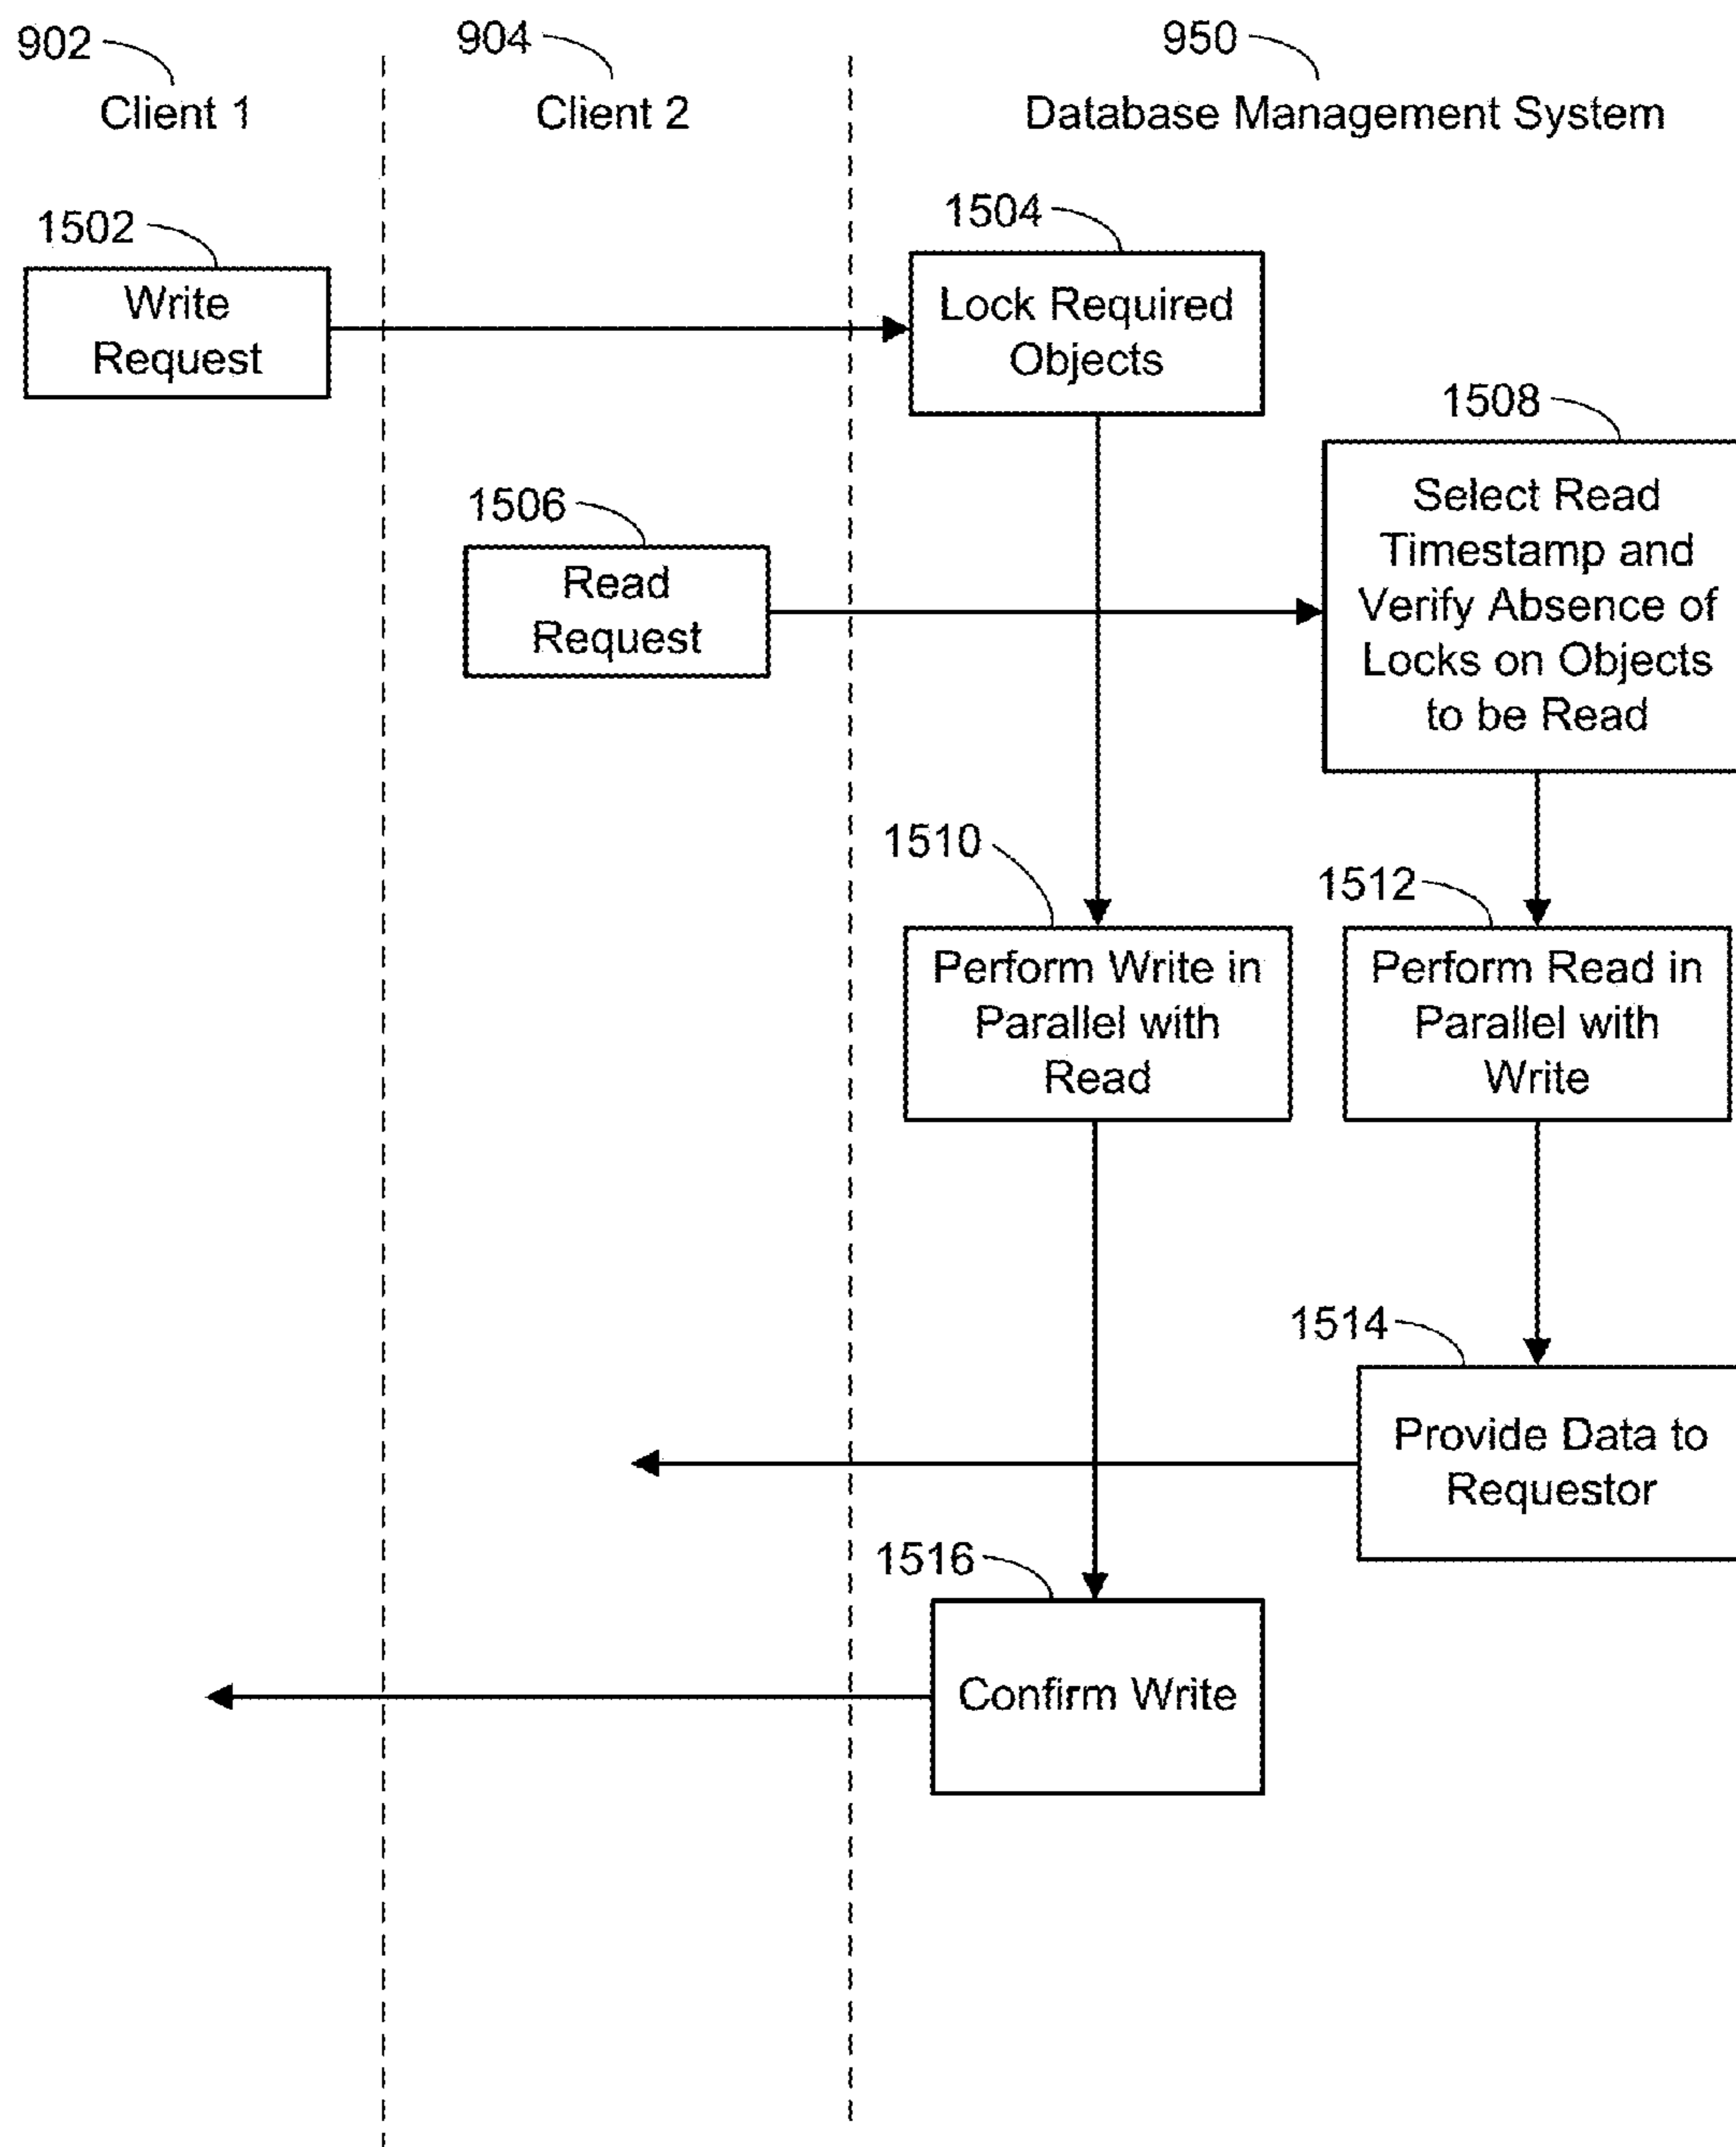 902
904
950
Client 1
Client 2
Database Management System
1502
1504
Write
Request
Lock Required
Objects
1508
1506
Select Read
Timestamp and
Verify Absence of
Locks on Objects
to be Read
Read
Request
1510
1512
Perform Write in
Parallel with
Read
Perform Read in
Parallel with
Write
1514
Provide Data to
Requestor
1516
Confirm Write